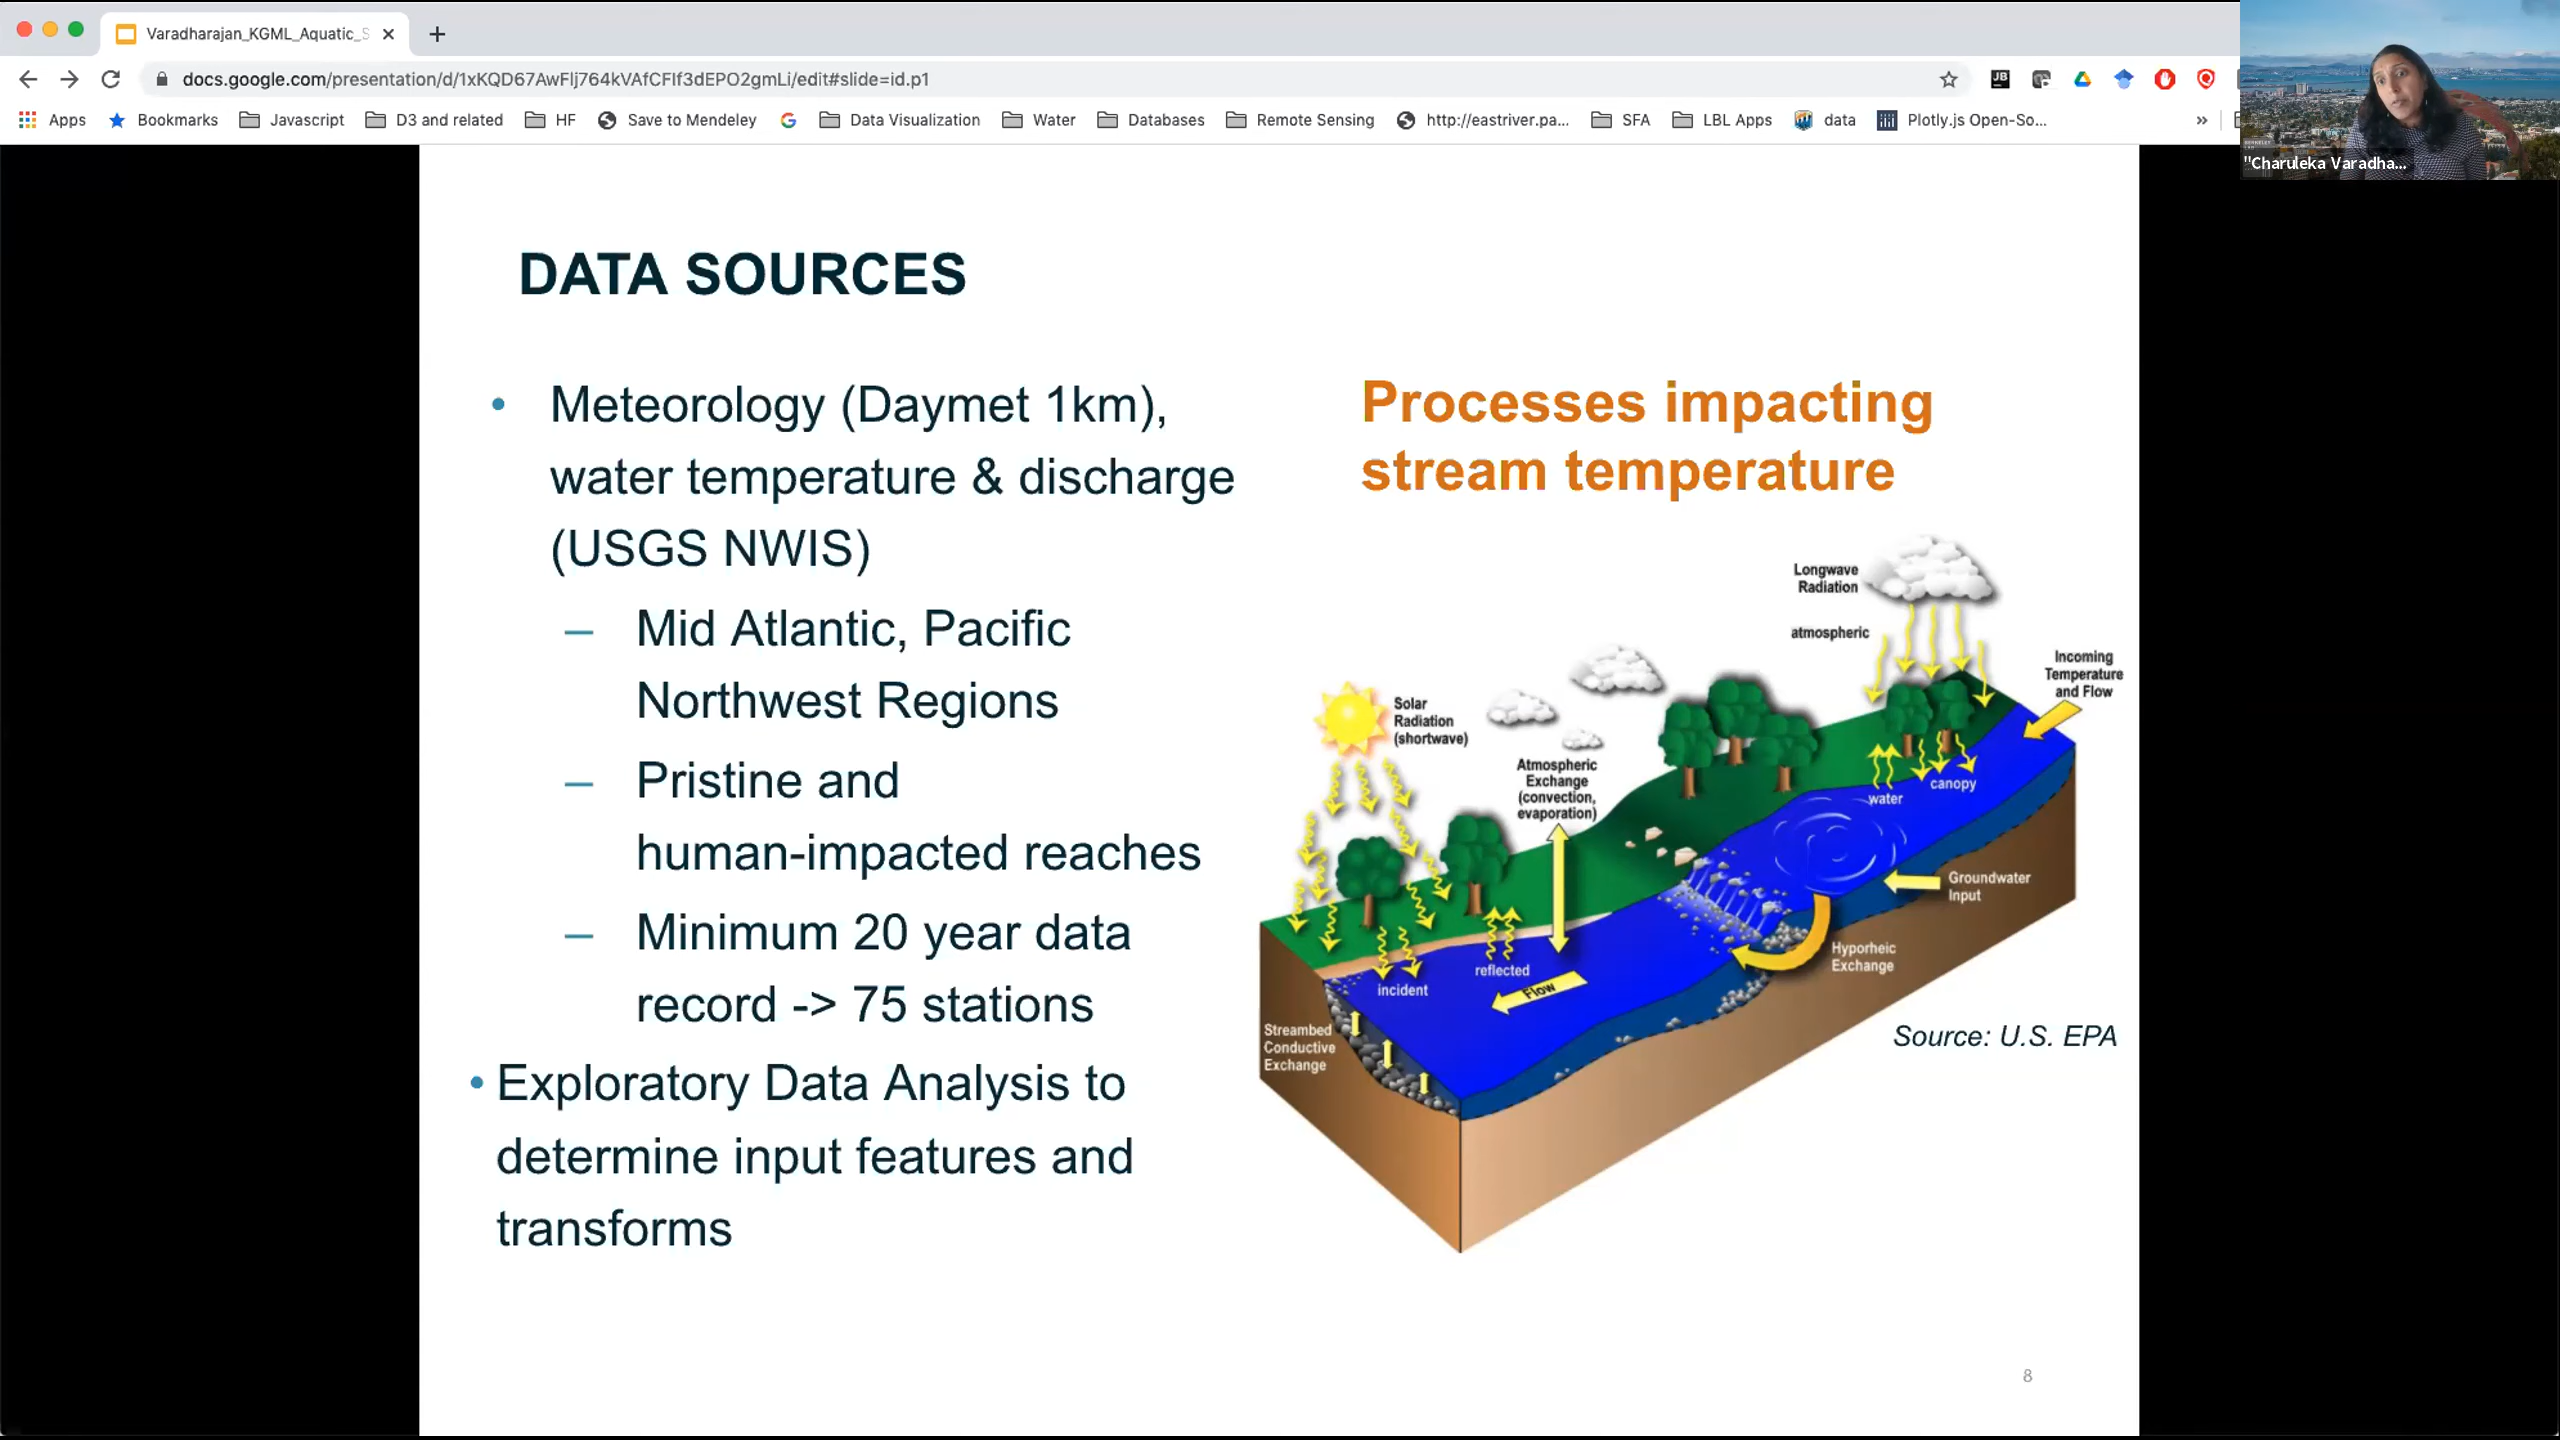 Varadharajan_KGML_Aquatic_S
docs.google.com/presentation/d/1xKQD67AwFlj764kVAfCFIf3dEPO2gmLi/edit#slide=id.p1
JB
Apps
Bookmarks
Javascript
D3 and related
HF
Save to Mendeley
Data Visualization
Water
Databases
Remote Sensing
http://eastriver.pa...
SFA
LBL Apps
data
Plotly.js Open-So...
"Charuleka Varadha...
DATA SOURCES
• Meteorology (Daymet 1km),
water temperature & discharge
(USGS NWIS)
– Mid Atlantic, Pacific
Northwest Regions
– Pristine and
human-impacted reaches
– Minimum 20 year data
record -> 75 stations
• Exploratory Data Analysis to
determine input features and
transforms
Processes impacting
stream temperature
Longwave
Radiation
atmospheric
Incoming
Temperature
and Flow
Solar
Radiation
(shortwave)
Atmospheric
Exchange
(convection,
evaporation)
water
canopy
Groundwater
Input
Hyporheic
Exchange
reflected
incident
Flow
Streambed
Conductive
Exchange
Source: U.S. EPA
8